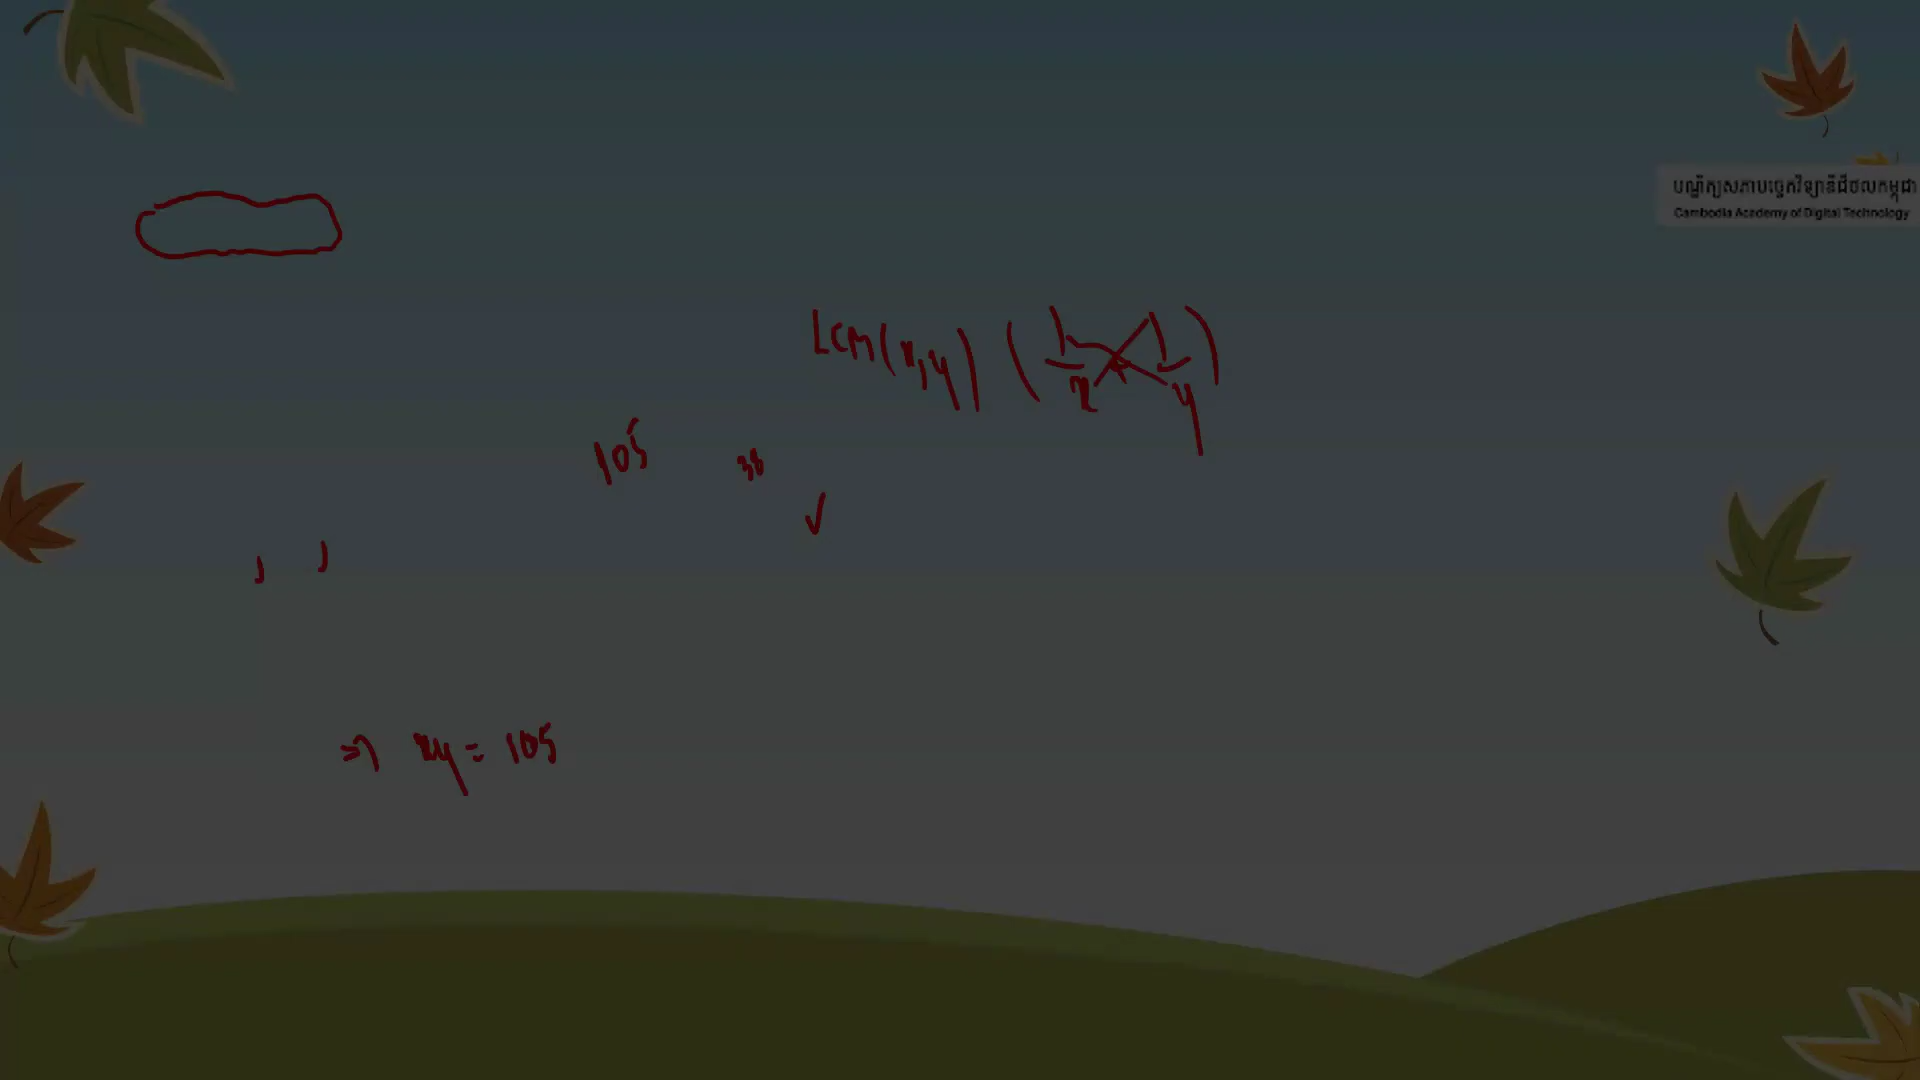 បណ្ឌិត្យសភាបច្ចេកវិទ្យាឌីជីថលកម្ពុជា
Cambodia Academy of Digital Technology
LCM(x,y) (1/x 1/y)
105 38
⇒ xy = 105